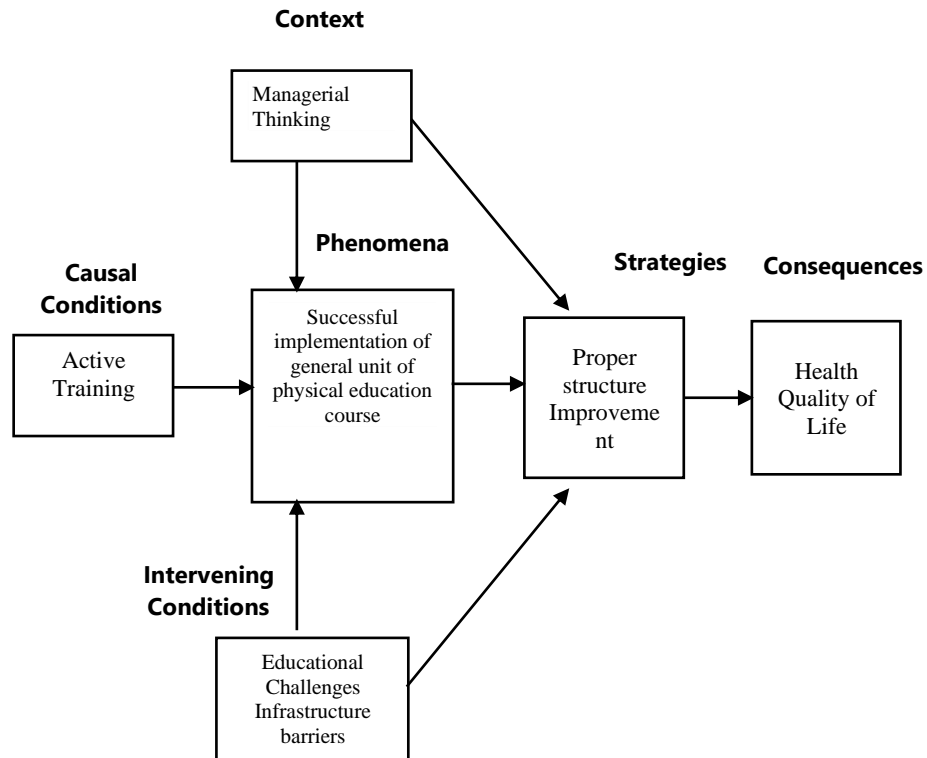 Context
Managerial
Thinking
Phenomena
Strategies
Consequences
Causal
Conditions
Successful
implementation of
general unit of
physical education
course
Active
Training
Proper
structure
Improveme
nt
Health
Quality of
Life
Intervening
Conditions
Educational
Challenges
Infrastructure
barriers